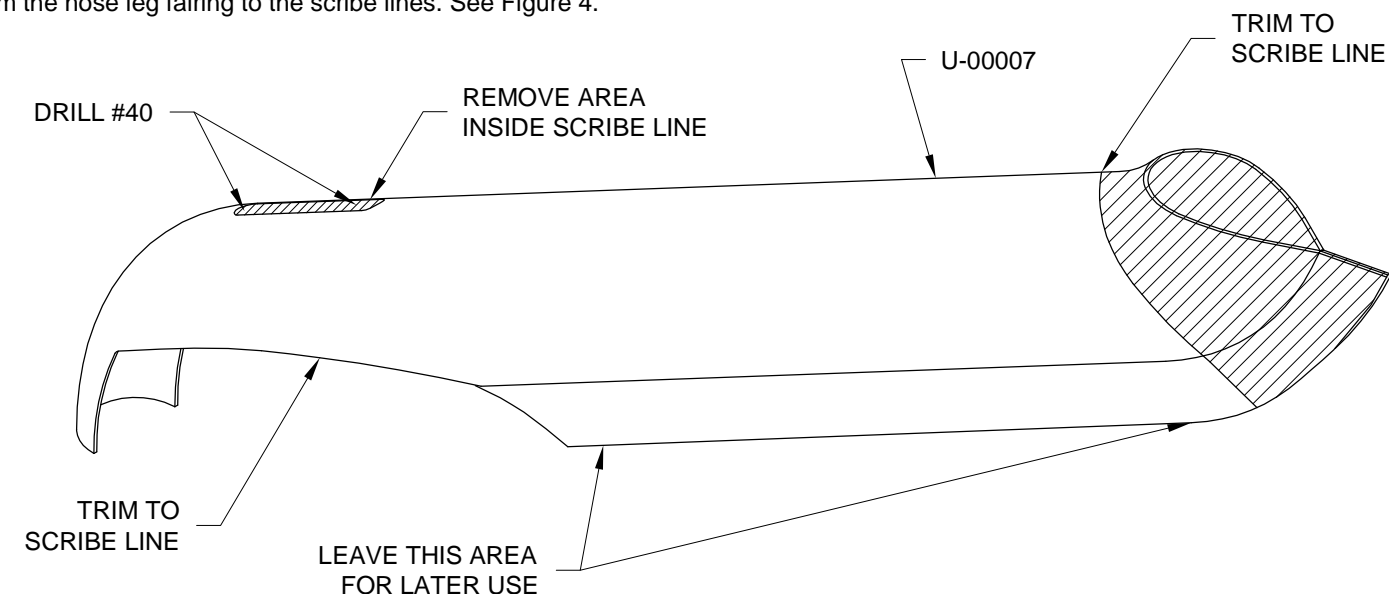 the nose leg fairing to the scribe lines. See Figure 4.
TRIM TO
SCRIBE LINE
U-00007
REMOVE AREA
INSIDE SCRIBE LINE
DRILL #40
TRIM TO
SCRIBE LINE
LEAVE THIS AREA
FOR LATER USE